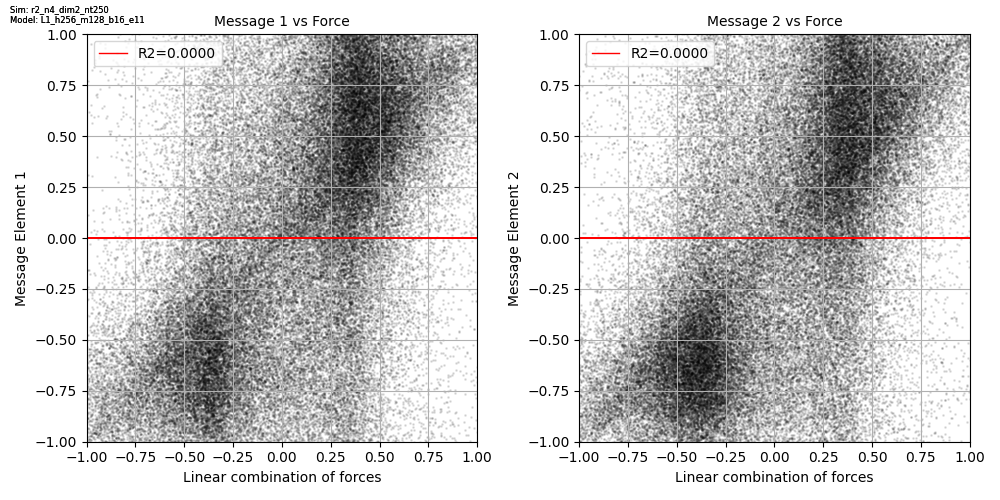 Sim: r2_n4_dim2_nt250
Model: L1_h256_m128_b16_e11
Message 1 vs Force
R2=0.0000
1.00
0.75
0.50
0.25
0.00
−0.25
−0.50
−0.75
−1.00
−1.00 −0.75 −0.50 −0.25 0.00 0.25 0.50 0.75 1.00
Message Element 1
Linear combination of forces
Message 2 vs Force
R2=0.0000
1.00
0.75
0.50
0.25
0.00
−0.25
−0.50
−0.75
−1.00
−1.00 −0.75 −0.50 −0.25 0.00 0.25 0.50 0.75 1.00
Message Element 2
Linear combination of forces